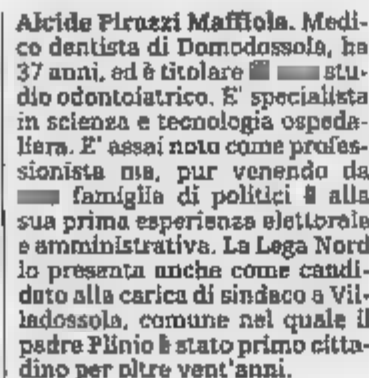 Alcide Piruzzi Maffiola. Medi-
co dentista di Domodossola, ha
37 anni, ed è titolare stu-
dio odontoiatrico. E' specialista
in scienza e tecnologia ospeda-
liera. E' assai noto come profes-
sionista ma, pur venendo da
famiglia di politici alla
sua prima esperienza elettorale
e amministrativa. La Lega Nord
lo presenta anche come candi-
dato alla carica di sindaco a Vil-
ladossola, comune nel quale il
padre Plinio è stato primo citta-
dino per oltre vent'anni.